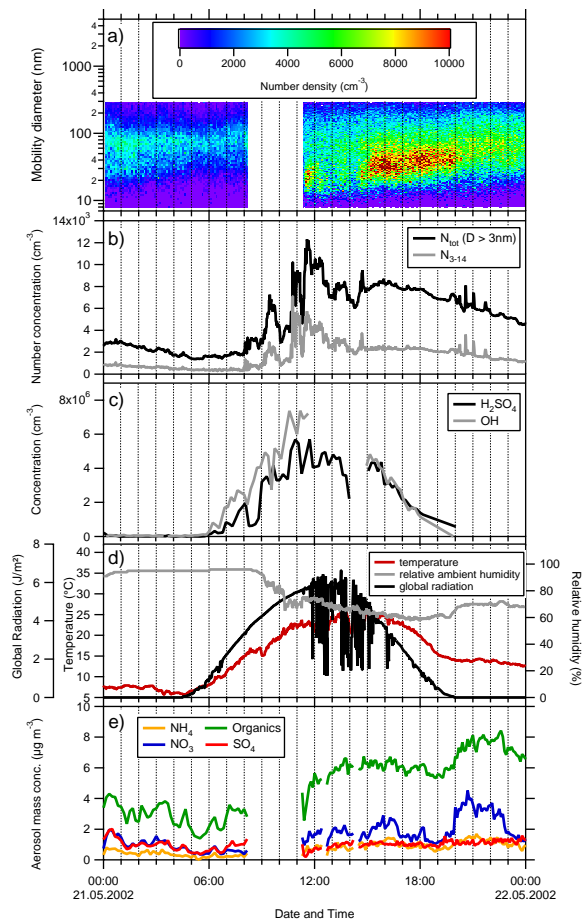 a)
0 2000 4000 6000 8000 10000
Number density (cm⁻³)
Mobility diameter (nm)
4
2
1000
4
2
100
4
2
10
b)
N_tot (D > 3nm)
N_3-14
Number concentration (cm⁻³)
14x10³
12
10
8
6
4
2
0
c)
H₂SO₄
OH
Concentration (cm⁻³)
8x10⁶
6
4
2
0
d)
temperature
relative ambient humidity
global radiation
Global Radiation (J/m²)
8
6
4
2
0
Temperature (°C)
40
35
30
25
20
15
10
5
Relative humidity (%)
100
80
60
40
20
0
e)
NH₄ Organics
NO₃ SO₄
Aerosol mass conc. (µg m⁻³)
10
8
6
4
2
0
00:00 06:00 12:00 18:00 00:00
21.05.2002 22.05.2002
Date and Time